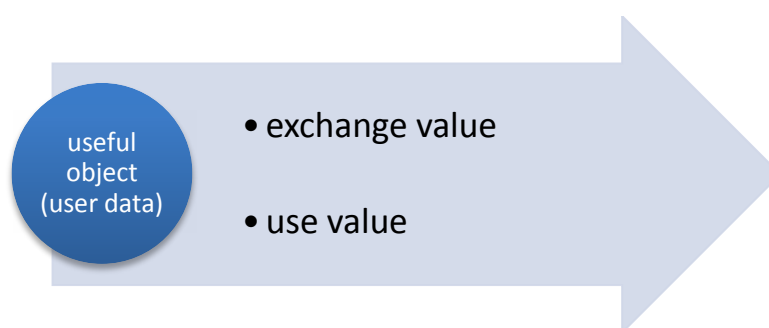 useful
object
(user data)
• exchange value
• use value